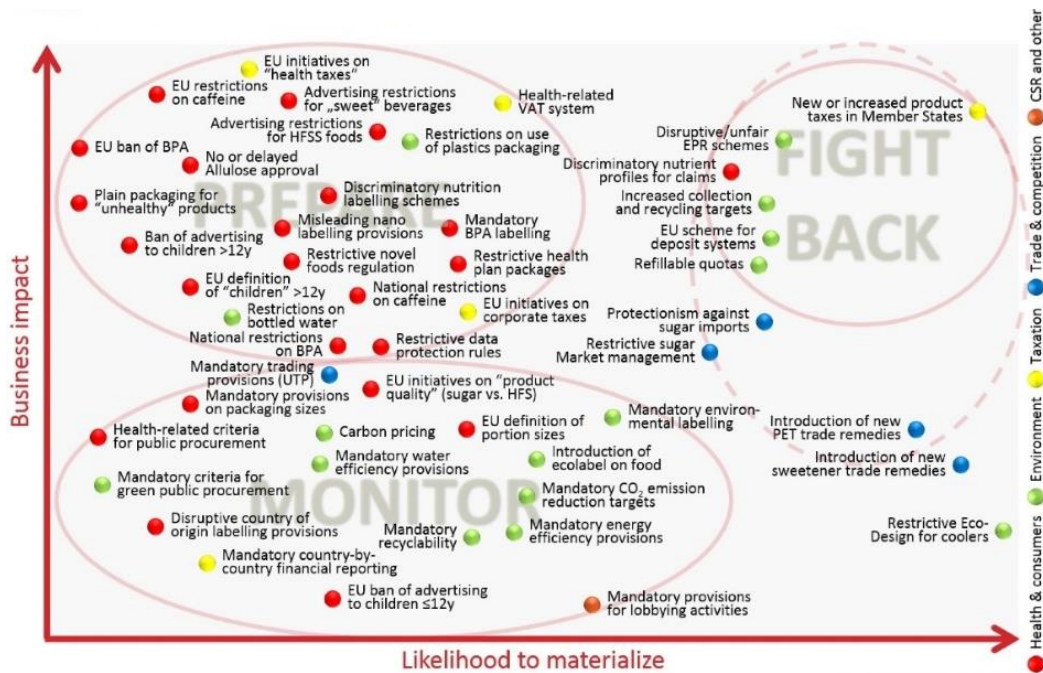 EU initiatives on
"health taxes"
EU restrictions
on caffeine
Advertising restrictions
for „sweet" beverages
Health-related
VAT system
New or increased product
taxes in Member States
Advertising restrictions
for HFSS foods
Restrictions on use
of plastics packaging
Disruptive/unfair
EPR schemes
FIGHT
BACK
EU ban of BPA
No or delayed
Allulose approval
Discriminatory nutrient
profiles for claims
PREPARE
Plain packaging for
"unhealthy" products
Discriminatory nutrition
labelling schemes
Increased collection
and recycling targets
Misleading nano
labelling provisions
Mandatory
BPA labelling
EU scheme for
deposit systems
Ban of advertising
to children >12y
Restrictive novel
foods regulation
Restrictive health
plan packages
Refillable quotas
EU definition
of "children" >12y
National restrictions
on caffeine
Restrictions on
bottled water
EU initiatives on
corporate taxes
Protectionism against
sugar imports
National restrictions
on BPA
Restrictive data
protection rules
Restrictive sugar
Market management
Mandatory trading
provisions (UTP)
EU initiatives on "product
quality" (sugar vs. HFS)
Mandatory provisions
on packaging sizes
Health-related criteria
for public procurement
Carbon pricing
EU definition of
portion sizes
Mandatory environ-
mental labelling
Introduction of new
PET trade remedies
Mandatory water
efficiency provisions
Introduction of
ecolabel on food
Introduction of new
sweetener trade remedies
Mandatory criteria for
green public procurement
MONITOR
Mandatory CO₂ emission
reduction targets
Disruptive country of
origin labelling provisions
Mandatory
recyclability
Mandatory energy
efficiency provisions
Restrictive Eco-
Design for coolers
Mandatory country-by-
country financial reporting
EU ban of advertising
to children ≤12y
Mandatory provisions
for lobbying activities
Business impact
Likelihood to materialize
Health & consumers
Environment
Taxation
Trade & competition
CSR and other